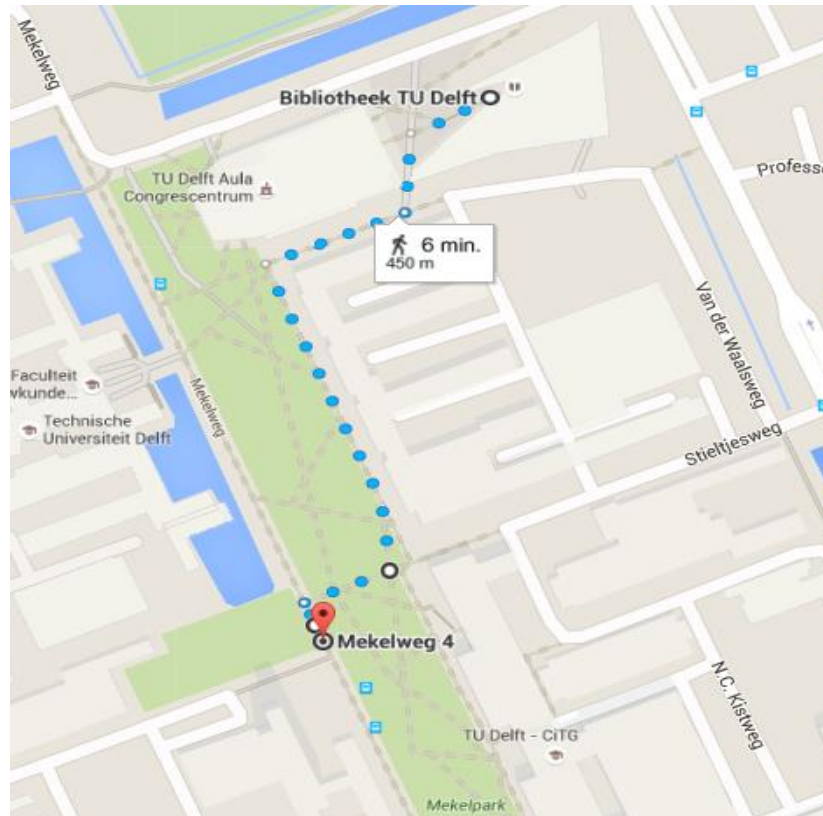 Mekelweg
Bibliotheek TU Delft
Professo
TU Delft Aula
Congrescentrum
6 min.
450 m
Van der Waalsweg
Faculteit
wkunde...
Mekelweg
Technische
Universiteit Delft
Stieltjesweg
Mekelweg 4
N.C. Kistweg
TU Delft - CiTG
Mekelpark